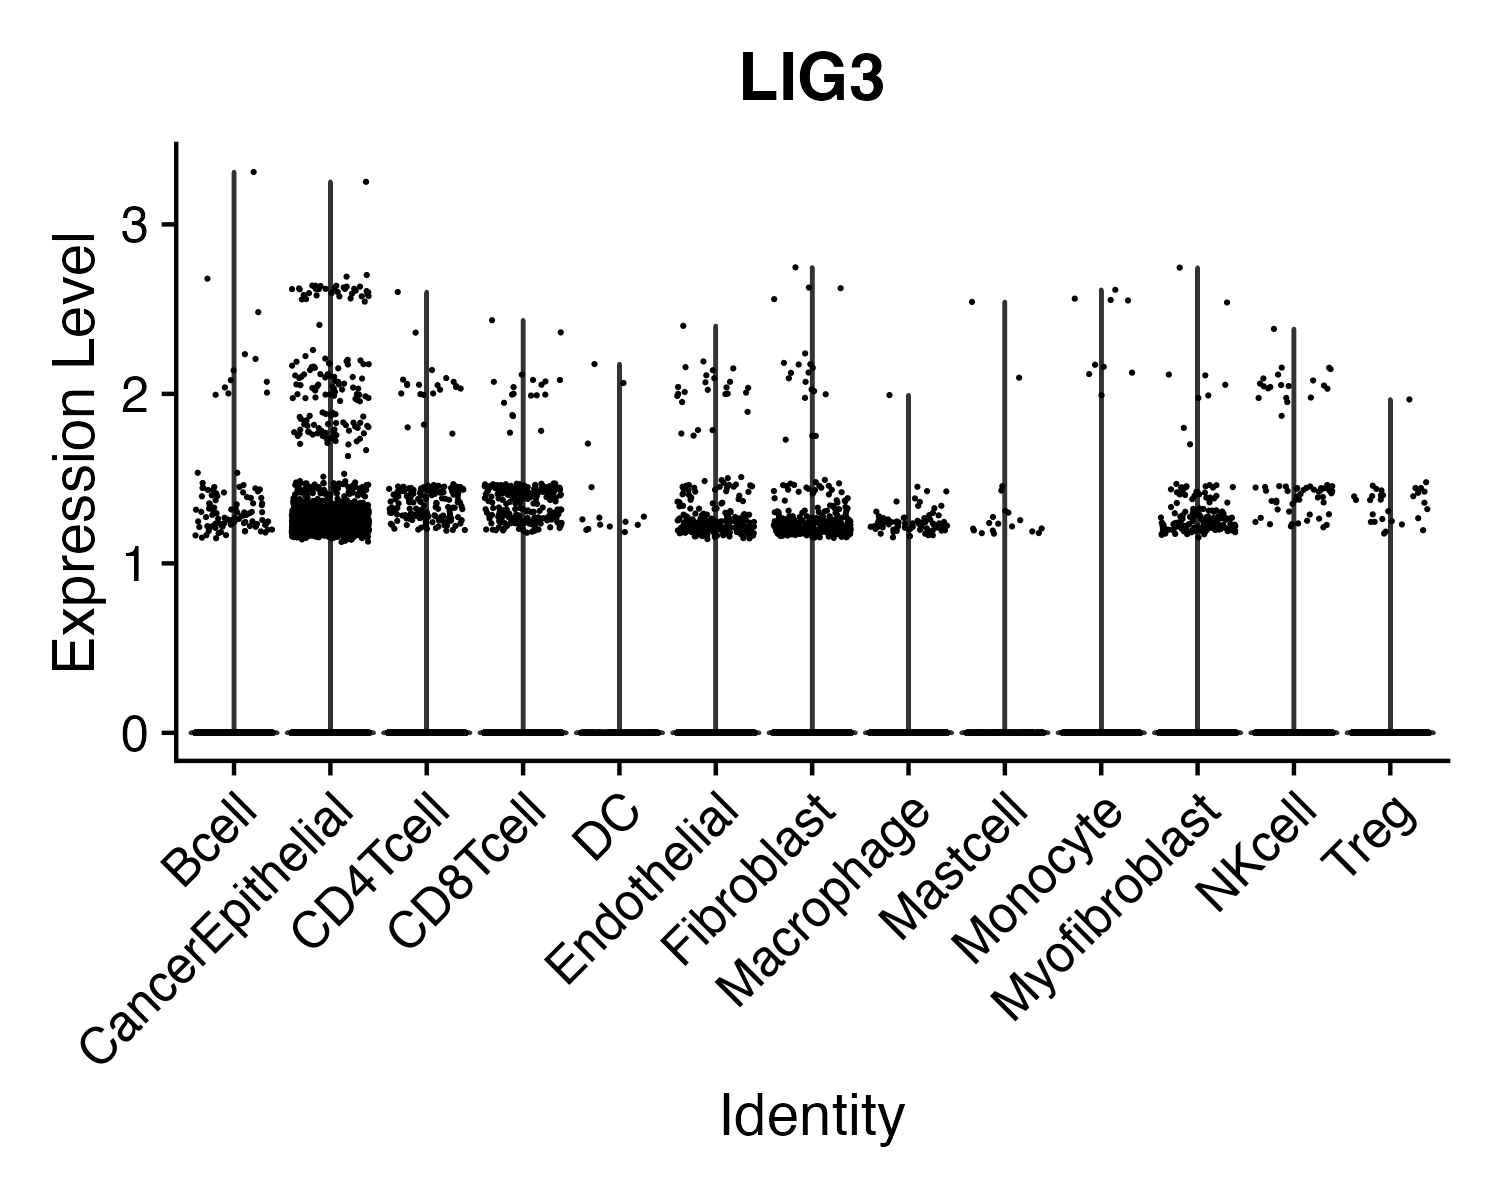 LIG3
Expression Level
3
2
1
0
Bcell
CancerEpithelial
CD4Tcell
CD8Tcell
DC
Endothelial
Fibroblast
Macrophage
Mastcell
Monocyte
Myofibroblast
NKcell
Treg
Identity